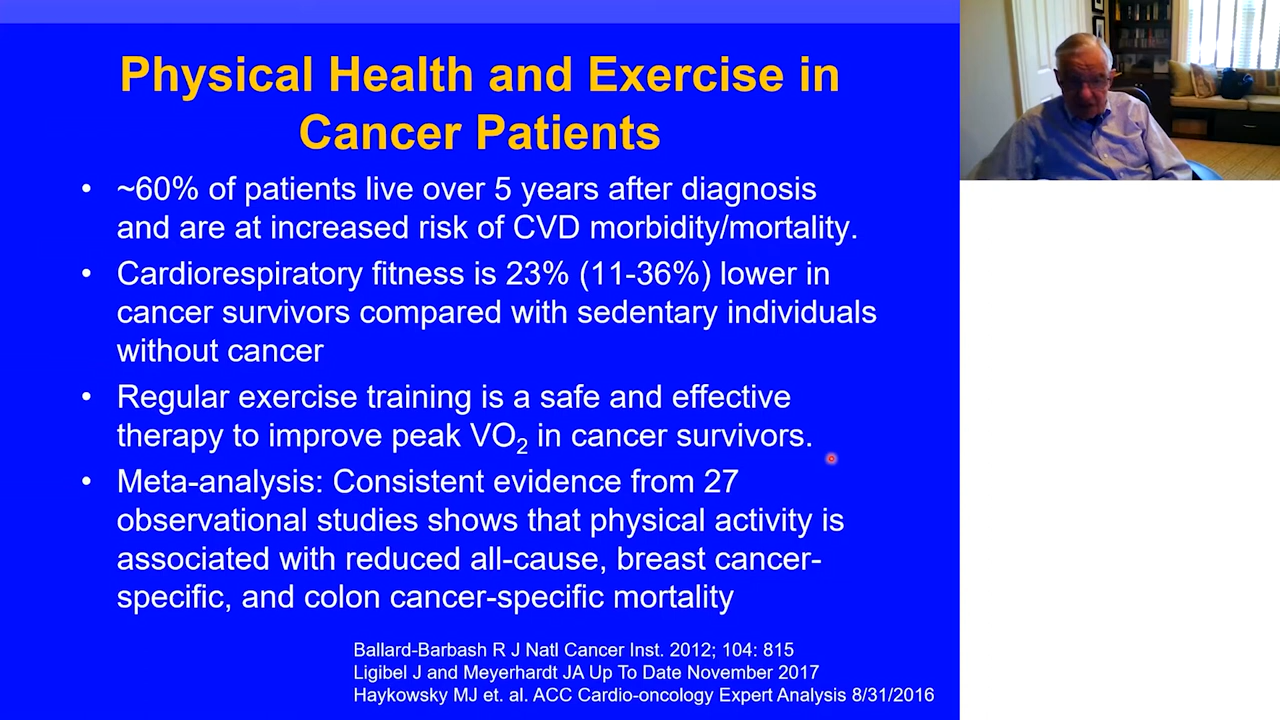 Physical Health and Exercise in
Cancer Patients
• ~60% of patients live over 5 years after diagnosis
and are at increased risk of CVD morbidity/mortality.
• Cardiorespiratory fitness is 23% (11-36%) lower in
cancer survivors compared with sedentary individuals
without cancer
• Regular exercise training is a safe and effective
therapy to improve peak VO₂ in cancer survivors.
• Meta-analysis: Consistent evidence from 27
observational studies shows that physical activity is
associated with reduced all-cause, breast cancer-
specific, and colon cancer-specific mortality
Ballard-Barbash R J Natl Cancer Inst. 2012; 104: 815
Ligibel J and Meyerhardt JA Up To Date November 2017
Haykowsky MJ et. al. ACC Cardio-oncology Expert Analysis 8/31/2016